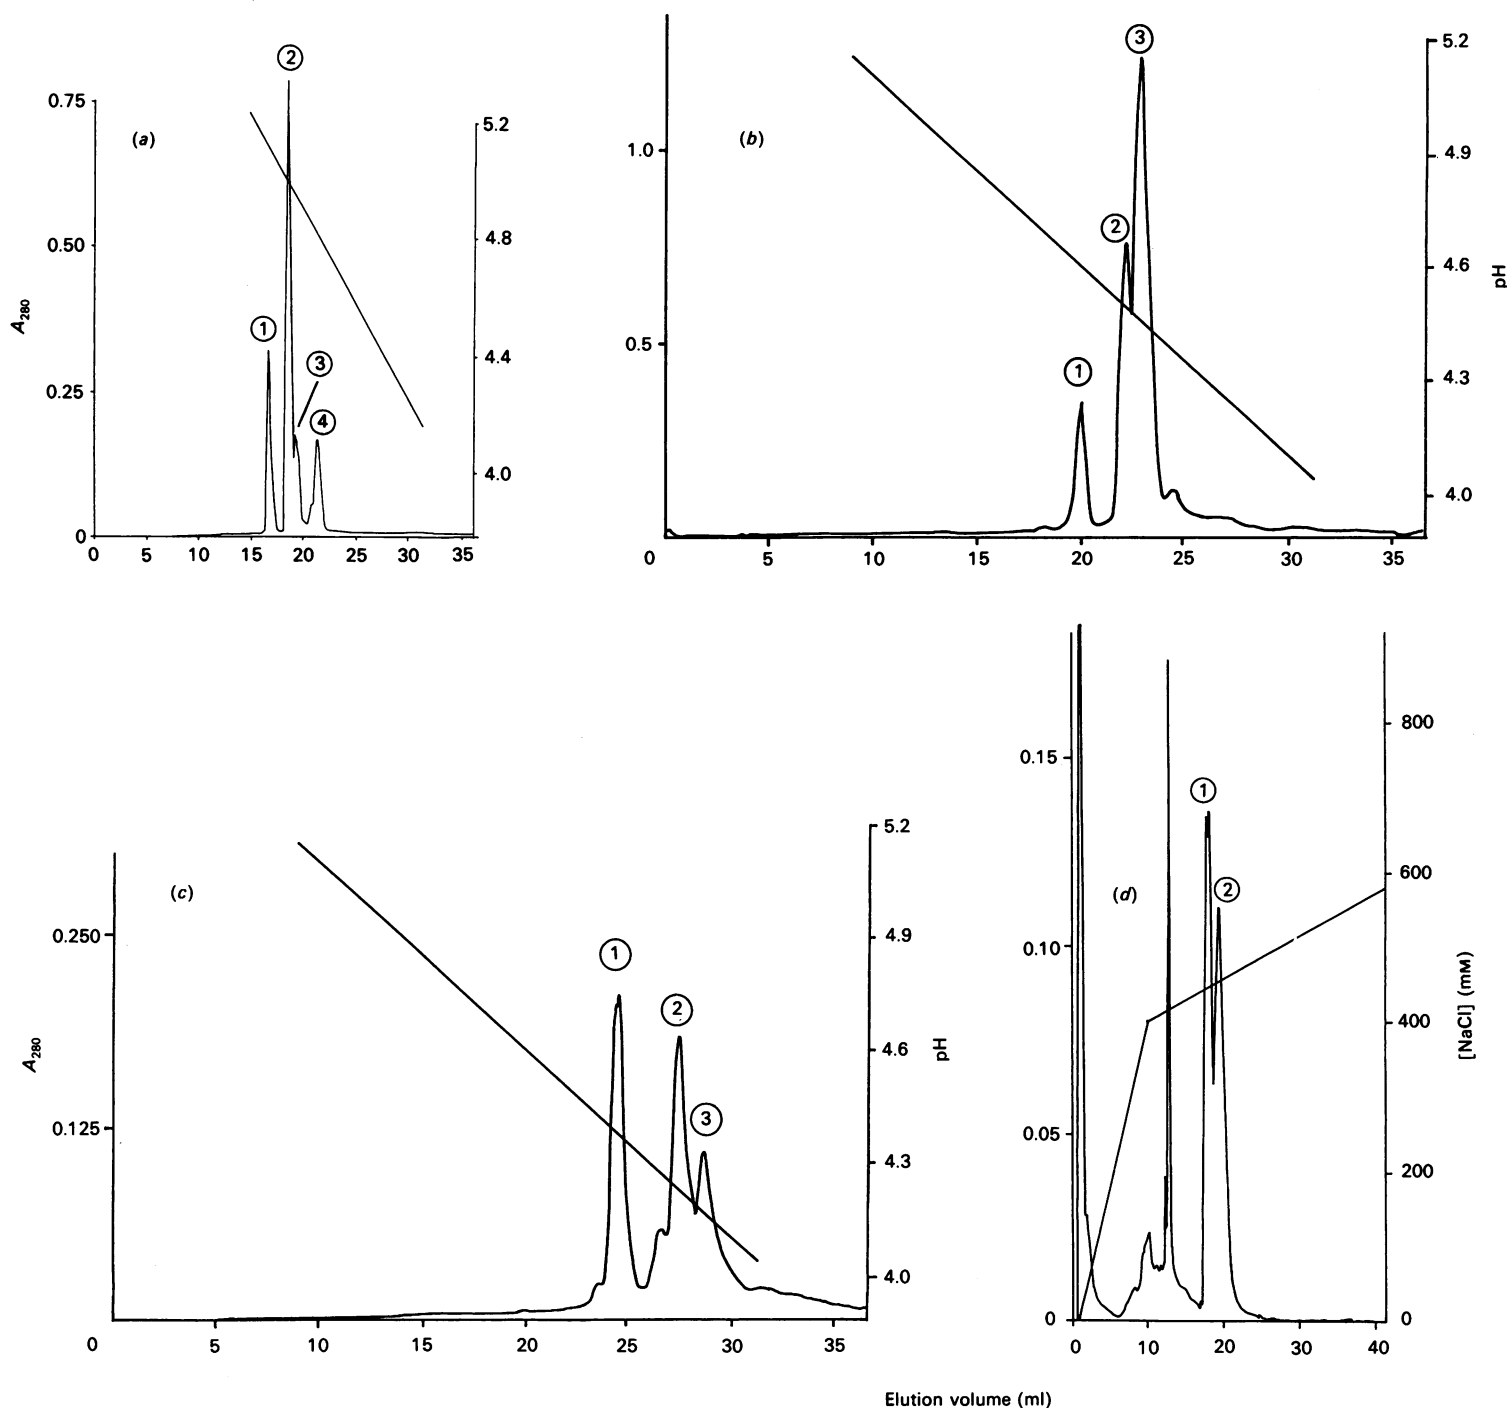 (a)
A280
0.75
0.50
0.25
0
① ② ③ ④
5.2
4.8
4.4
4.0
0 5 10 15 20 25 30 35
(b)
1.0
0.5
① ② ③
5.2
4.9
4.6
4.3
4.0
pH
0 5 10 15 20 25 30 35
(c)
A280
0.250
0.125
① ② ③
5.2
4.9
4.6
4.3
4.0
pH
0 5 10 15 20 25 30 35
(d)
0.15
0.10
0.05
0
① ②
800
600
400
200
0
[NaCl] (mM)
0 10 20 30 40
Elution volume (ml)